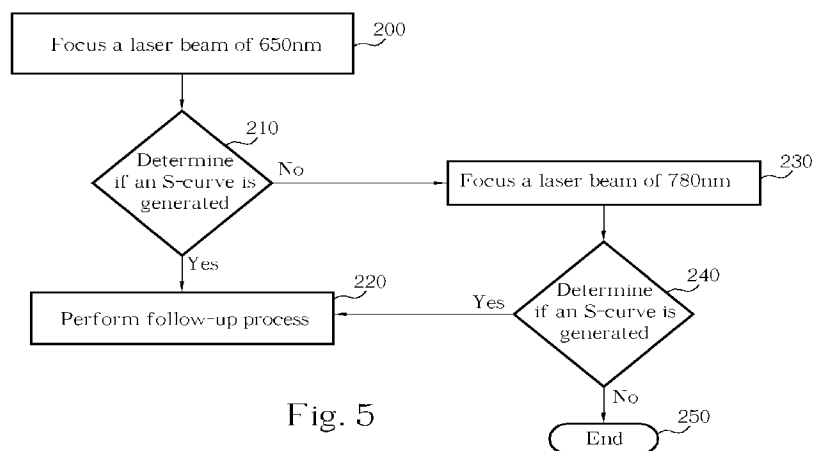 Focus a laser beam of 650nm
200
210
Determine
if an S-curve is
generated
No
Yes
230
Focus a laser beam of 780nm
240
Determine
if an S-curve is
generated
Yes
No
220
Perform follow-up process
250
End
Fig. 5